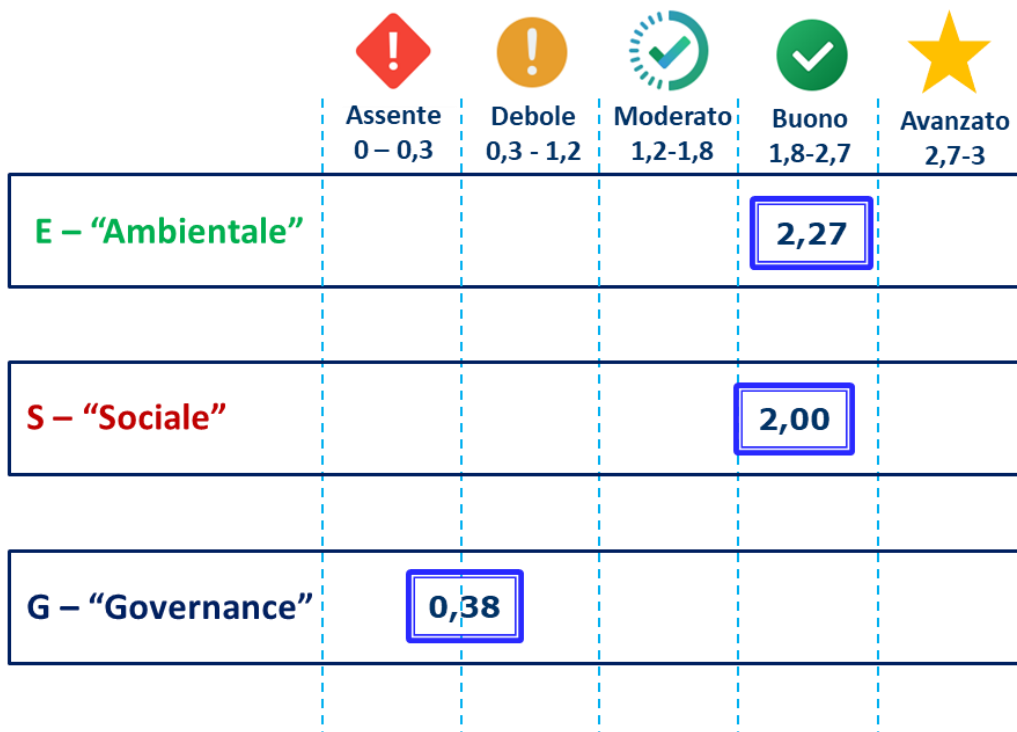 Assente
0 – 0,3
Debole
0,3 - 1,2
Moderato
1,2-1,8
Buono
1,8-2,7
Avanzato
2,7-3
E – “Ambientale”
2,27
S – “Sociale”
2,00
G – “Governance”
0,38